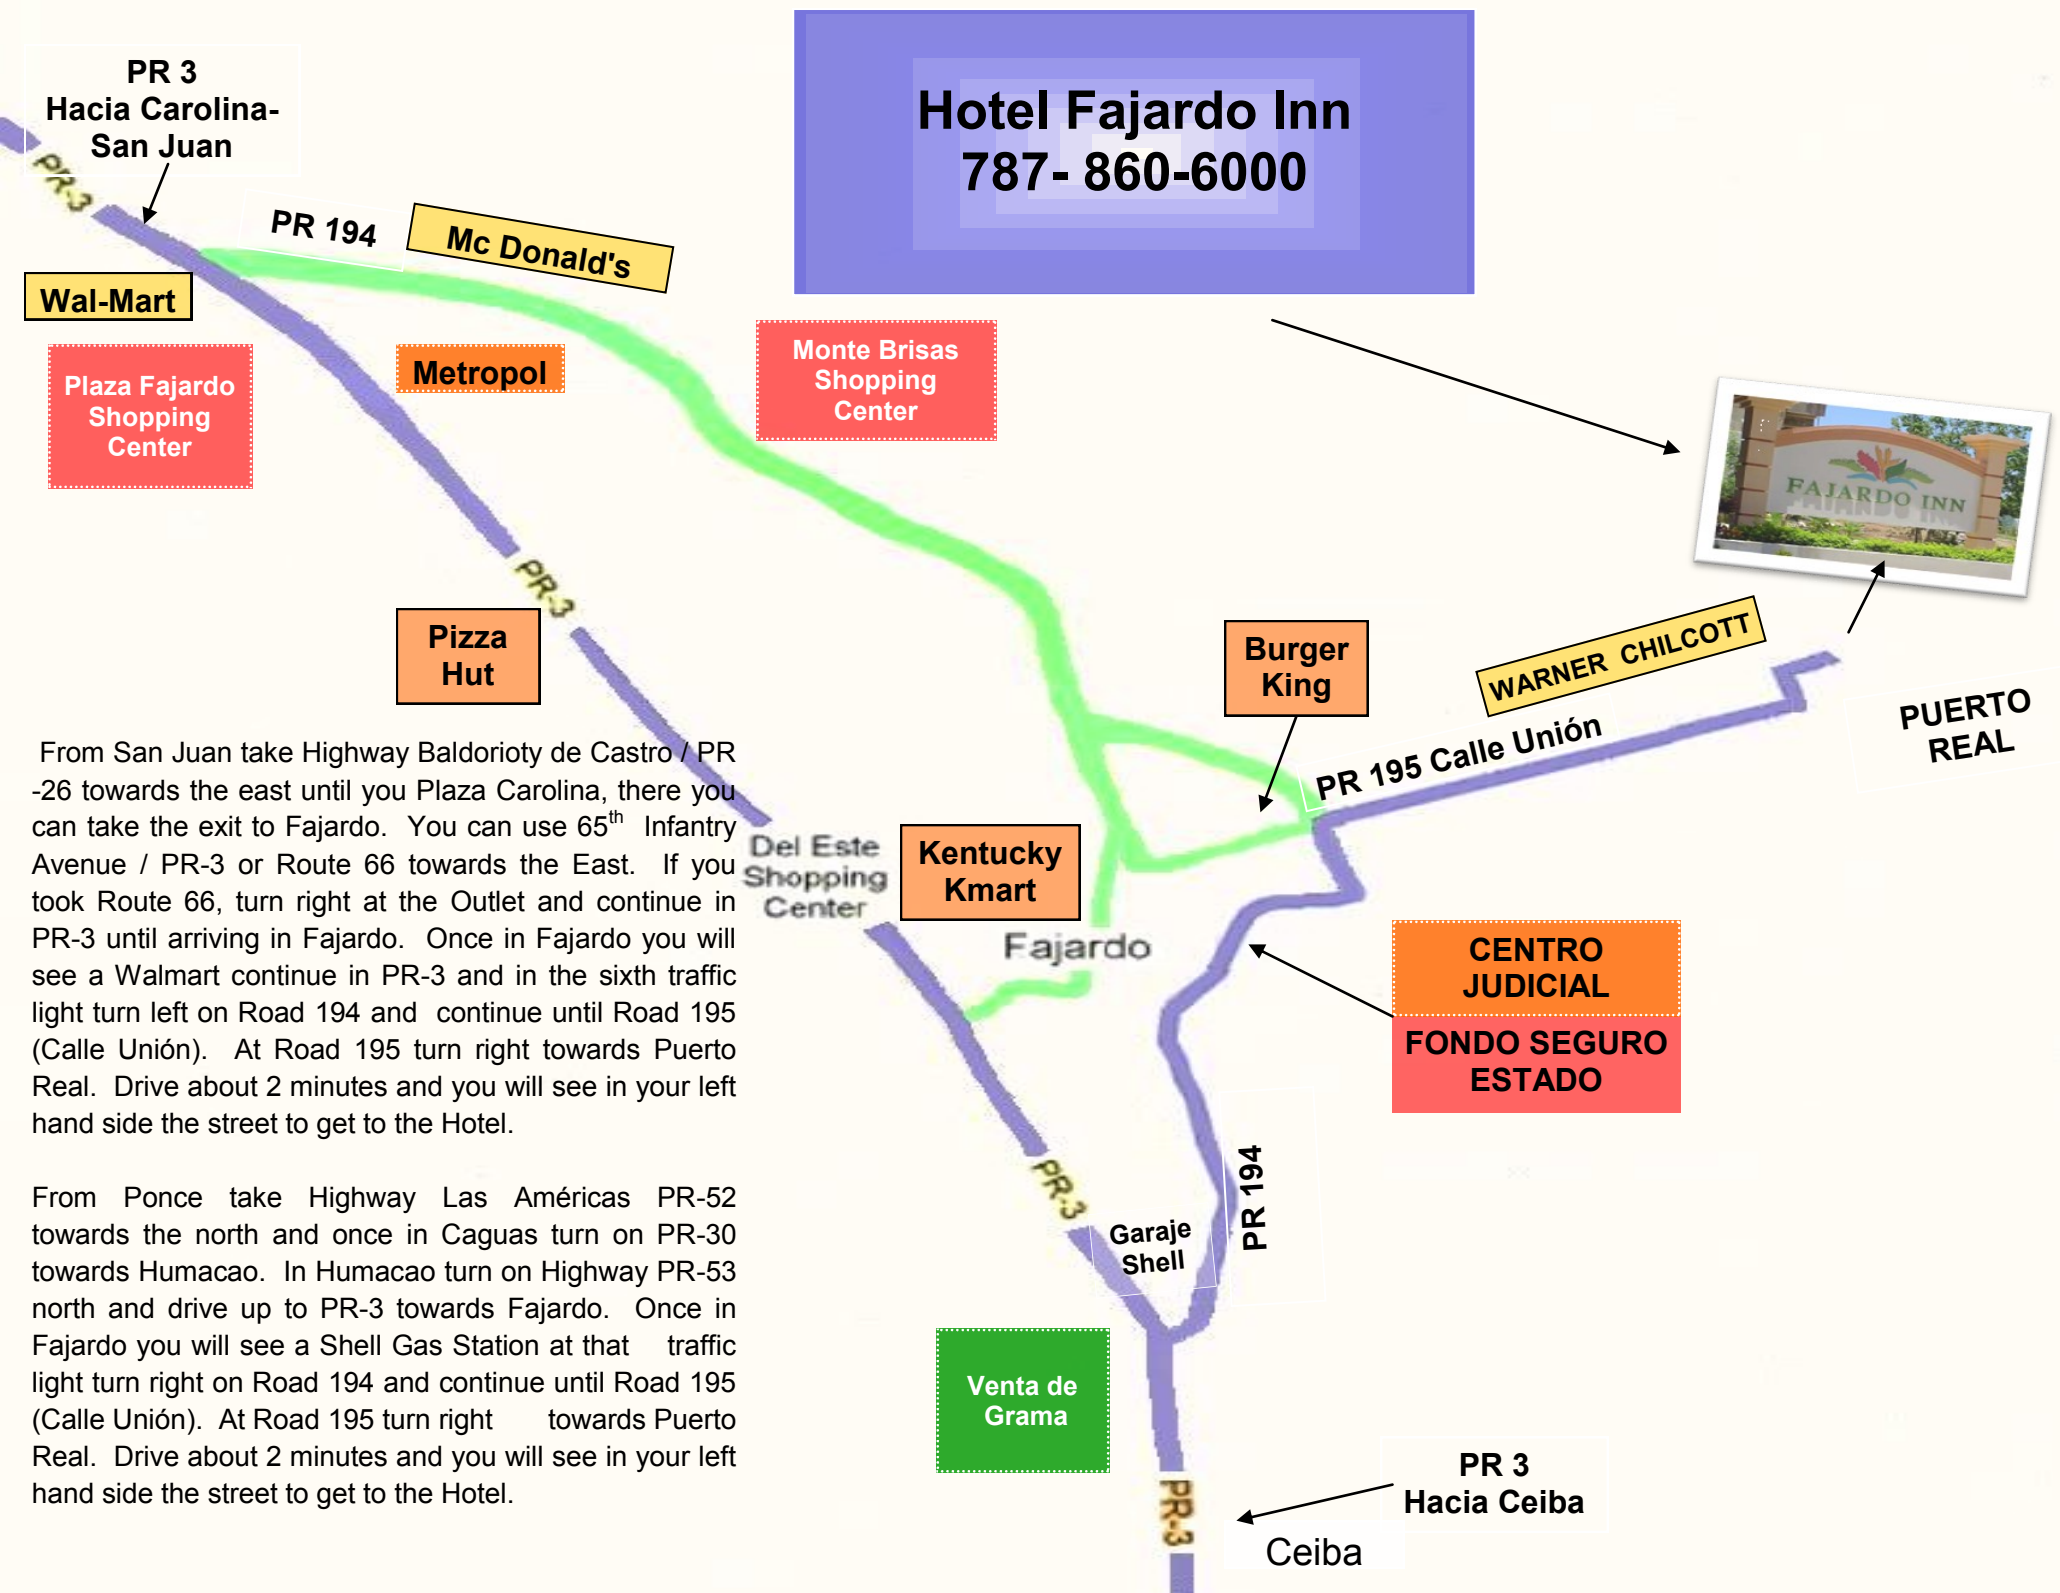 PR 3
Hacia Carolina-
San Juan
Hotel Fajardo Inn
787- 860-6000
PR-3
PR 194
Mc Donald's
Wal-Mart
Plaza Fajardo
Shopping
Center
Metropol
Monte Brisas
Shopping
Center
FAJARDO INN
PR-3
Pizza
Hut
Burger
King
WARNER CHILCOTT
PR 195 Calle Unión
PUERTO
REAL
From San Juan take Highway Baldorioty de Castro / PR
-26 towards the east until you Plaza Carolina, there you
can take the exit to Fajardo. You can use 65th Infantry
Avenue / PR-3 or Route 66 towards the East. If you
took Route 66, turn right at the Outlet and continue in
PR-3 until arriving in Fajardo. Once in Fajardo you will
see a Walmart continue in PR-3 and in the sixth traffic
light turn left on Road 194 and continue until Road 195
(Calle Unión). At Road 195 turn right towards Puerto
Real. Drive about 2 minutes and you will see in your left
hand side the street to get to the Hotel.
From Ponce take Highway Las Américas PR-52
towards the north and once in Caguas turn on PR-30
towards Humacao. In Humacao turn on Highway PR-53
north and drive up to PR-3 towards Fajardo. Once in
Fajardo you will see a Shell Gas Station at that traffic
light turn right on Road 194 and continue until Road 195
(Calle Unión). At Road 195 turn right towards Puerto
Real. Drive about 2 minutes and you will see in your left
hand side the street to get to the Hotel.
Del Este
Shopping
Center
Kentucky
Kmart
Fajardo
CENTRO
JUDICIAL
FONDO SEGURO
ESTADO
PR-3
PR 194
Garaje
Shell
Venta de
Grama
PR-3
PR 3
Hacia Ceiba
Ceiba